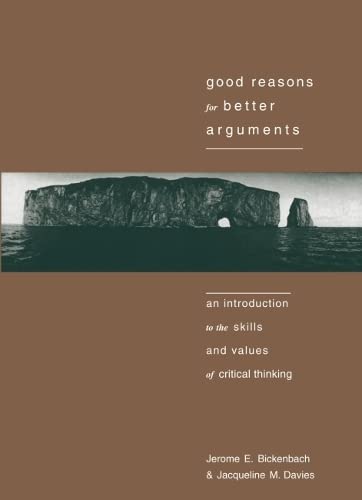 good reasons
for better
arguments
an introduction
to the skills
and values
of critical thinking
Jerome E. Bickenbach
& Jacqueline M. Davies